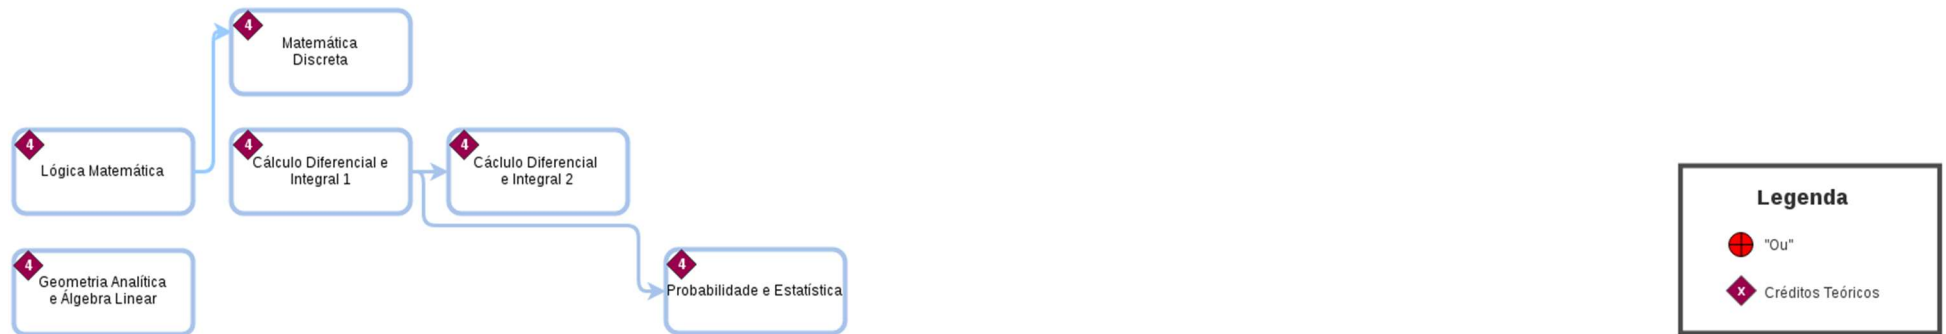 4
Matemática
Discreta
4
Lógica Matemática
4
Cálculo Diferencial e
Integral 1
4
Cáclulo Diferencial
e Integral 2
4
Geometria Analítica
e Álgebra Linear
4
Probabilidade e Estatística
Legenda
"Ou"
x
Créditos Teóricos